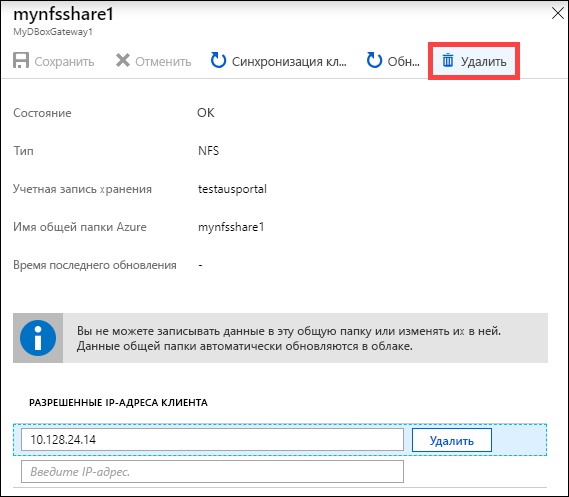 mynfsshare1
MyDBoxGateway1
Сохранить Отменить Синхронизация кл... Обн... Удалить
Состояние OK
Тип NFS
Учетная запись хранения testausportal
Имя общей папки Azure mynfsshare1
Время последнего обновления -
Вы не можете записывать данные в эту общую папку или изменять их в ней.
Данные общей папки автоматически обновляются в облаке.
РАЗРЕШЕННЫЕ IP-АДРЕСА КЛИЕНТА
10.128.24.14 Удалить
Введите IP-адрес.